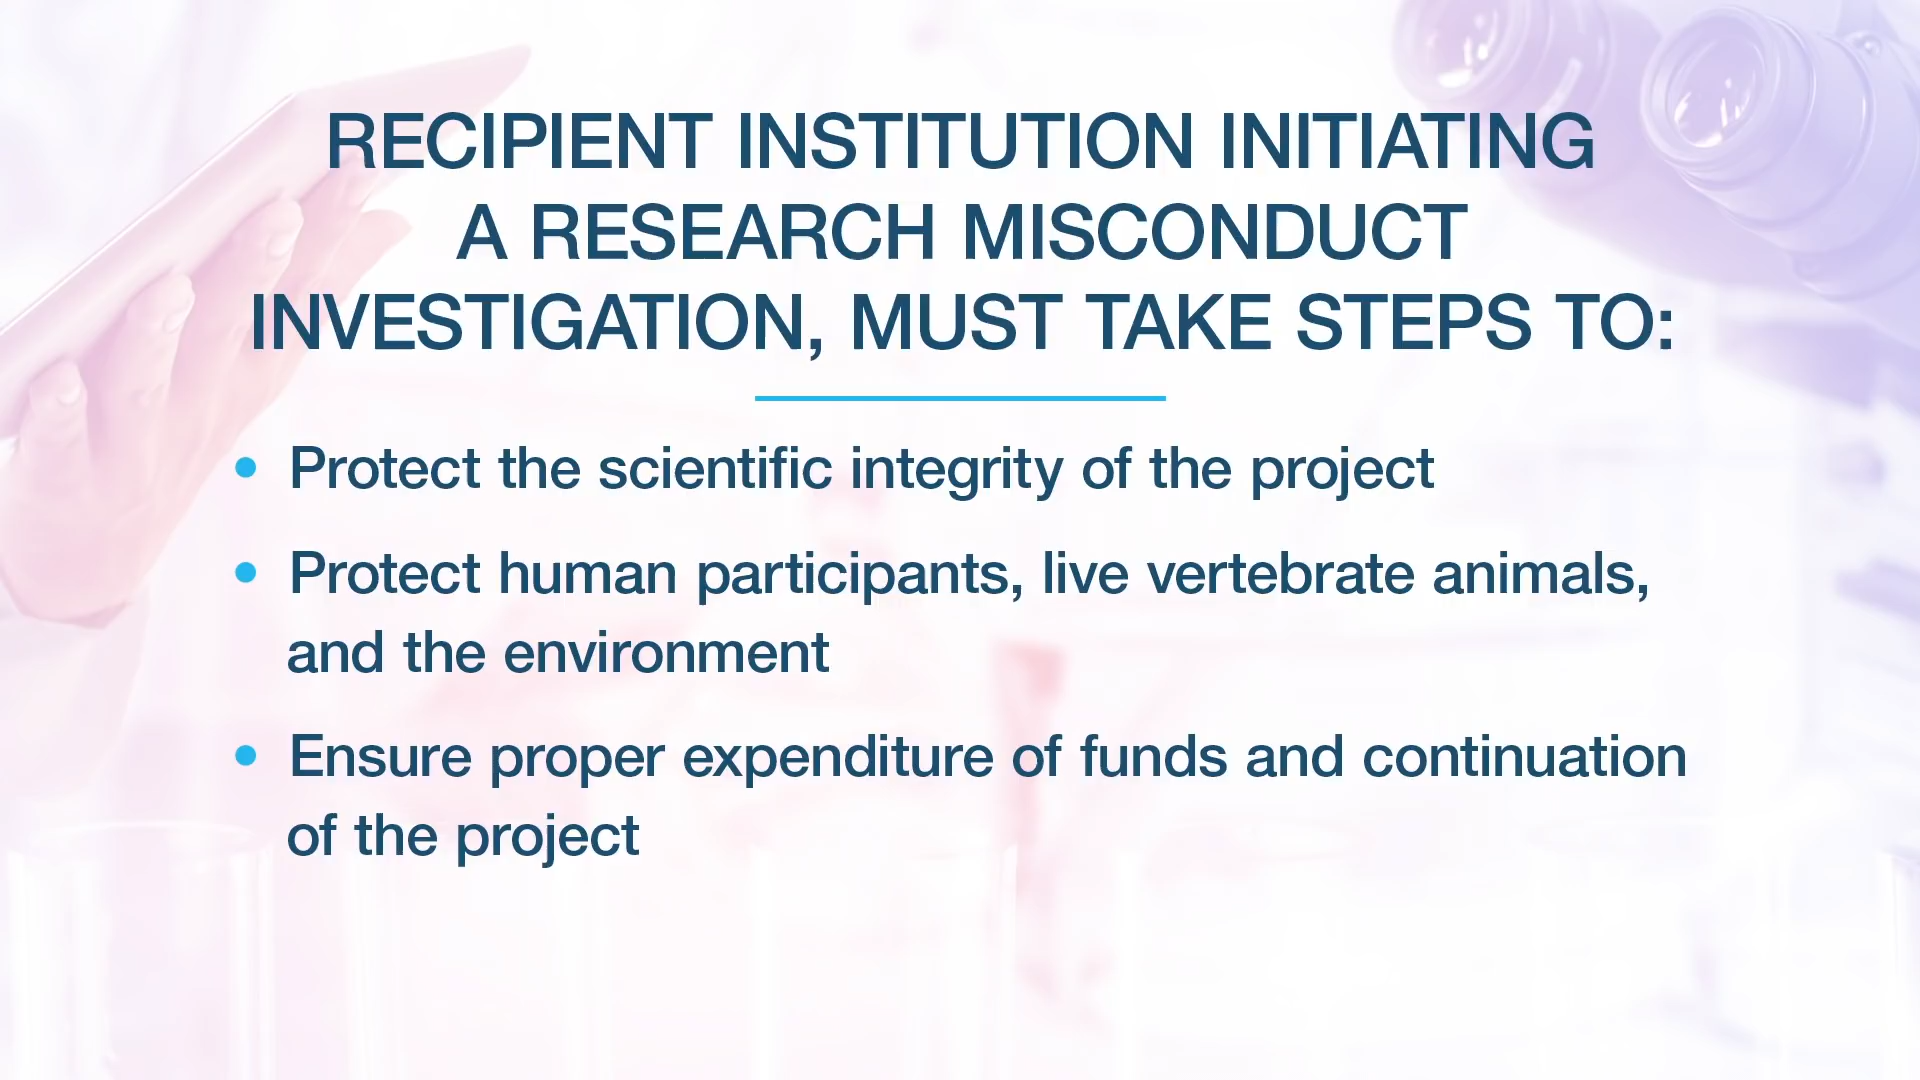 RECIPIENT INSTITUTION INITIATING
A RESEARCH MISCONDUCT
INVESTIGATION, MUST TAKE STEPS TO:
• Protect the scientific integrity of the project
• Protect human participants, live vertebrate animals,
and the environment
• Ensure proper expenditure of funds and continuation
of the project